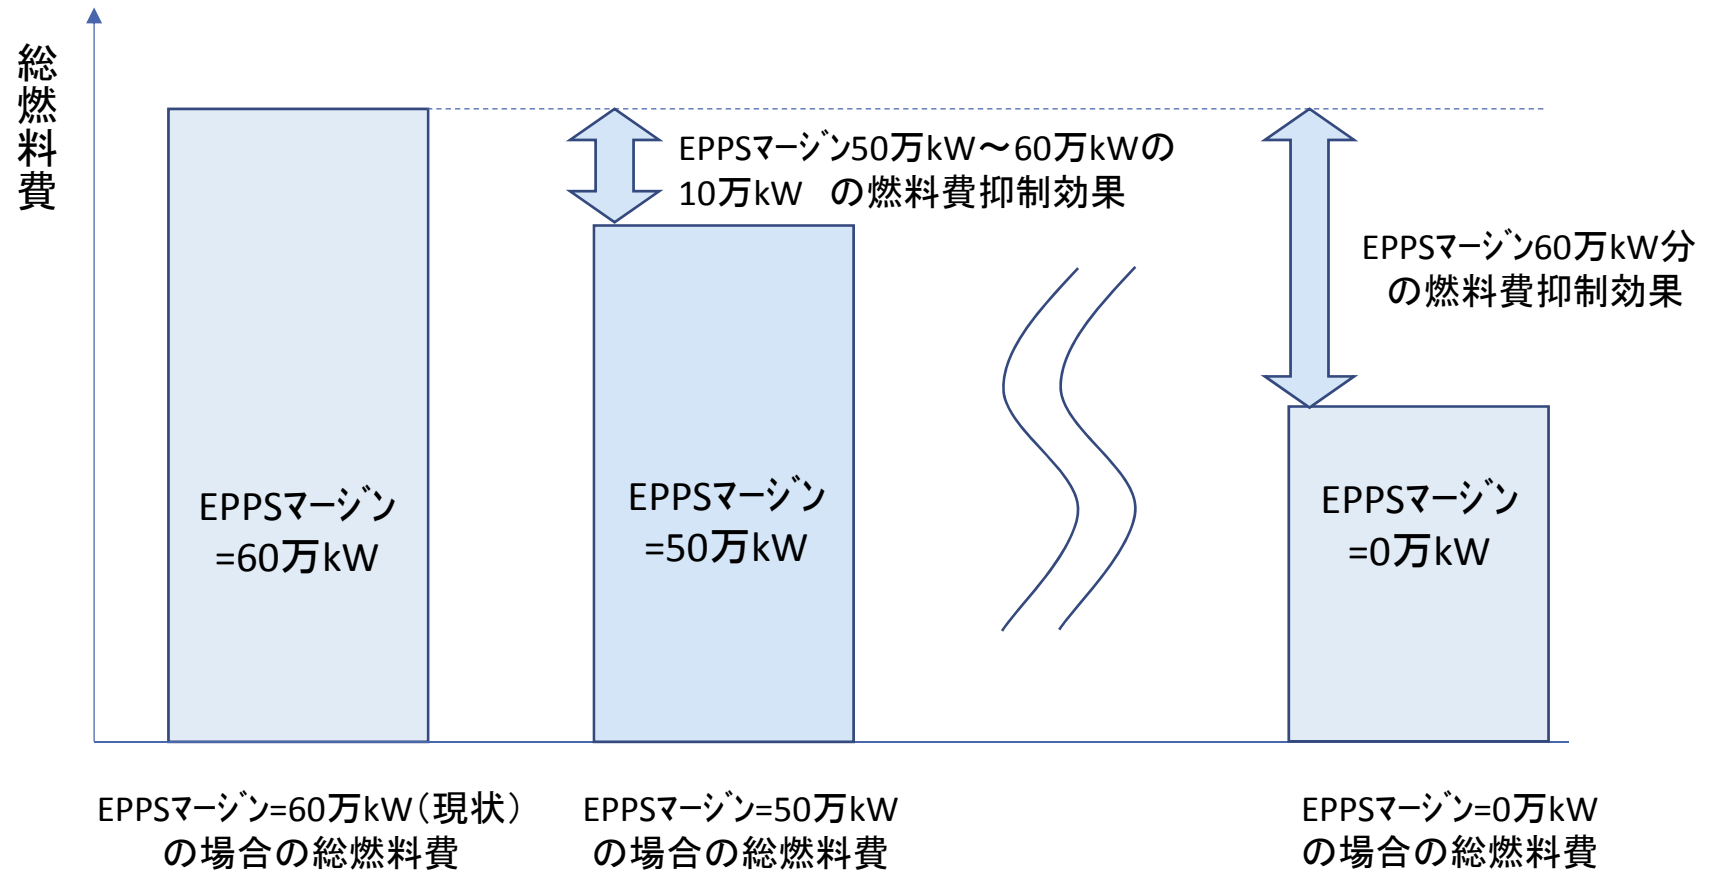 総燃料費
EPPSマージン50万kW～60万kWの
10万kW　の燃料費抑制効果
EPPSマージン60万kW分
の燃料費抑制効果
EPPSマージン
=60万kW
EPPSマージン
=50万kW
EPPSマージン
=0万kW
EPPSマージン=60万kW（現状）
の場合の総燃料費
EPPSマージン=50万kW
の場合の総燃料費
EPPSマージン=0万kW
の場合の総燃料費